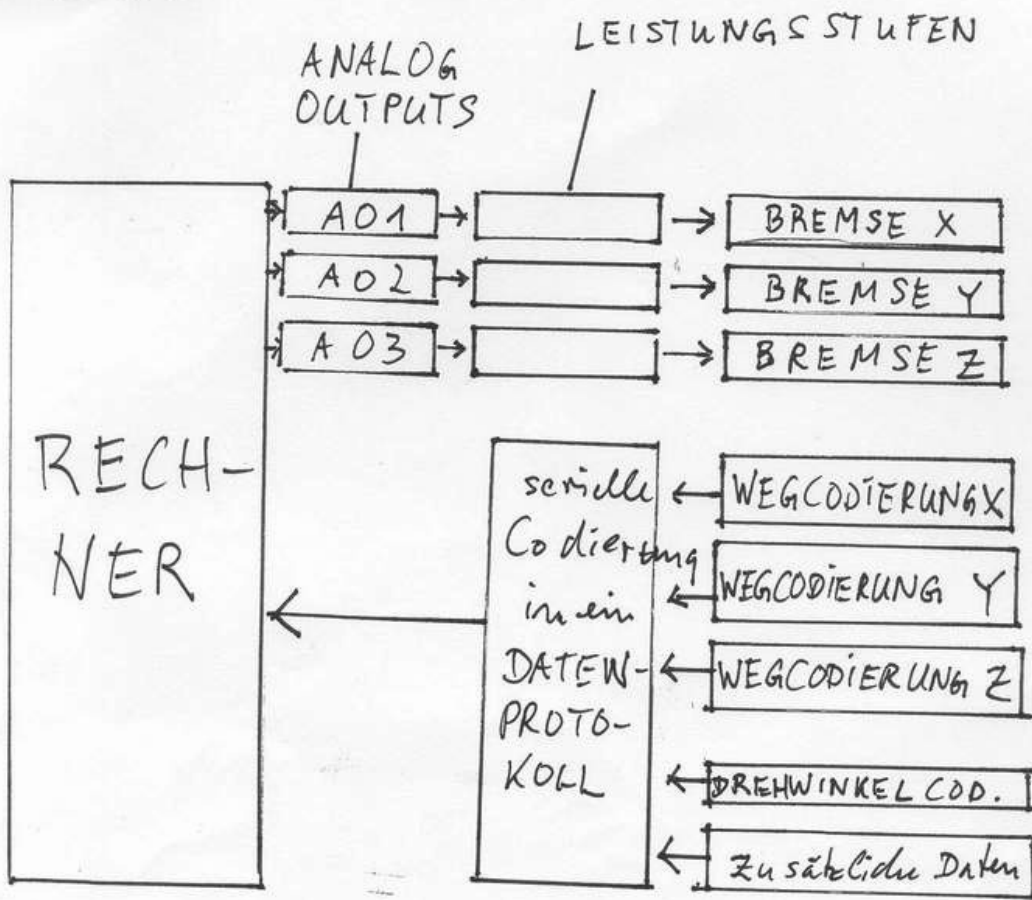 LEISTUNGSSTUFEN
ANALOG
OUTPUTS
AO1
BREMSE X
AO2
BREMSE Y
AO3
BREMSE Z
RECH-
NER
serielle
Codierung
in ein
DATEN-
PROTO-
KOLL
WEGCODIERUNG X
WEGCODIERUNG Y
WEGCODIERUNG Z
DREHWINKEL COD.
Zusätzliche Daten